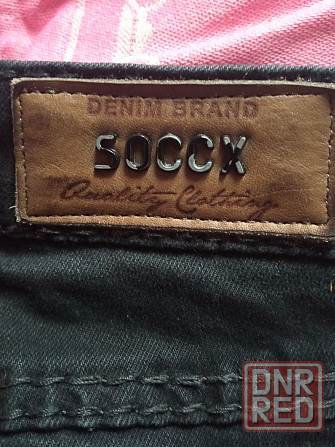 DENIM BRAND
SOCCX
Quality Clothing
DNR
RED